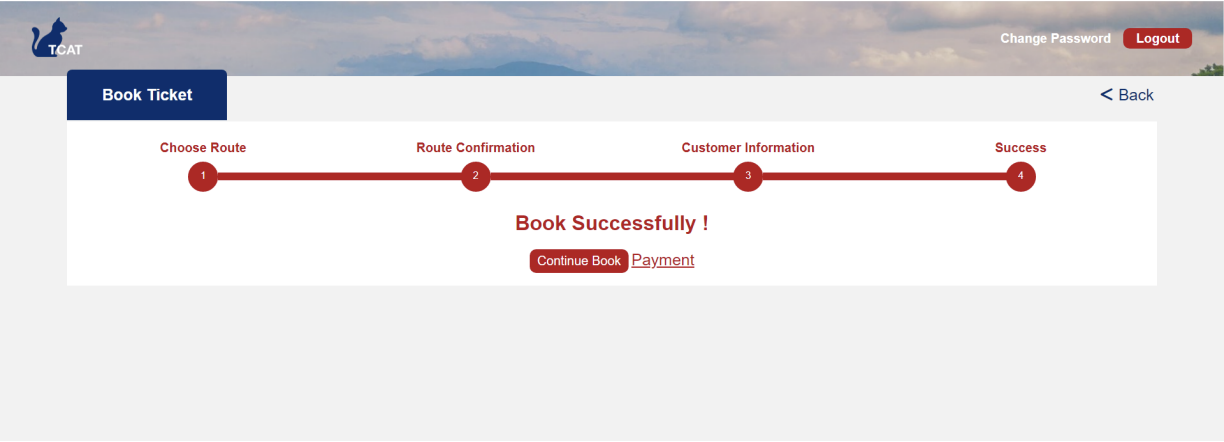 TCAT
Change Password Logout
Book Ticket
< Back
Choose Route Route Confirmation Customer Information Success
1 2 3 4
Book Successfully !
Continue Book Payment